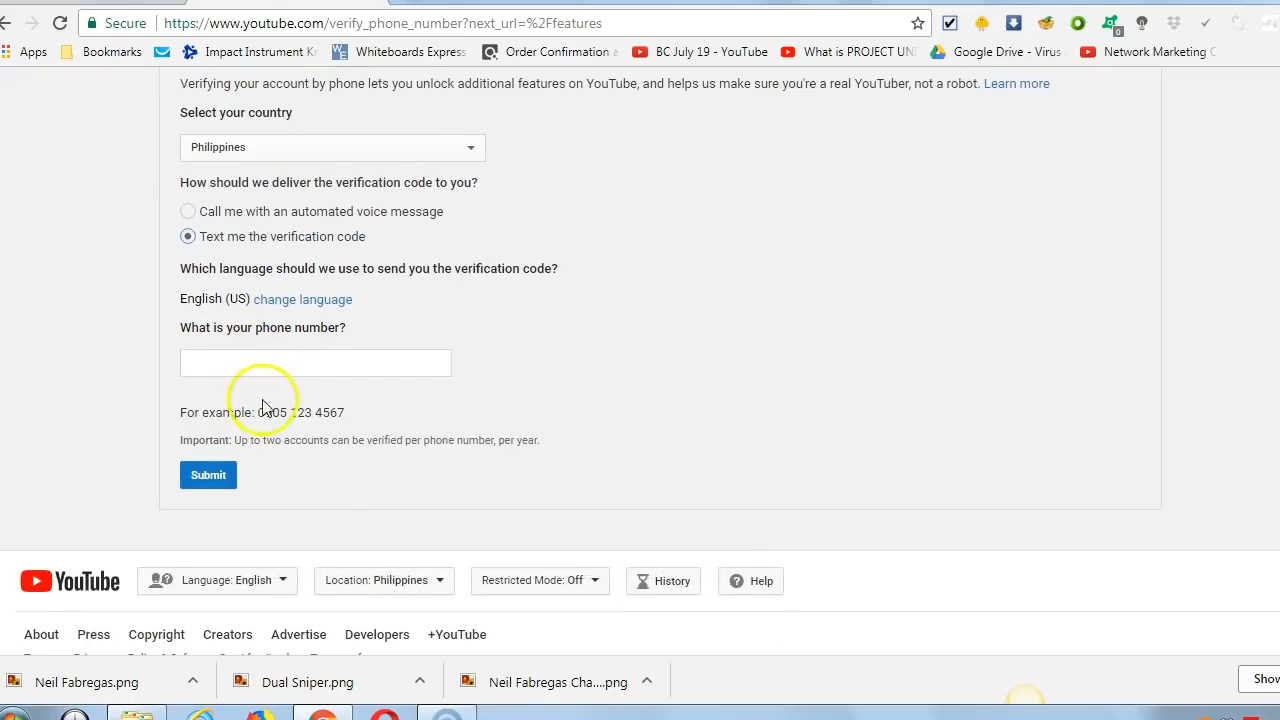 Secure https://www.youtube.com/verify_phone_number?next_url=%2Ffeatures
0
Apps Bookmarks Impact Instrument Kr Whiteboards Express Order Confirmation a BC July 19 - YouTube What is PROJECT UNI Google Drive - Virus Network Marketing
Verifying your account by phone lets you unlock additional features on YouTube, and helps us make sure you're a real YouTuber, not a robot. Learn more
Select your country
Philippines
How should we deliver the verification code to you?
Call me with an automated voice message
Text me the verification code
Which language should we use to send you the verification code?
English (US) change language
What is your phone number?
For example: 123 4567
Important: Up to two accounts can be verified per phone number, per year.
Submit
YouTube Language: English Location: Philippines Restricted Mode: Off History Help
About Press Copyright Creators Advertise Developers +YouTube
Neil Fabregas.png Dual Sniper.png Neil Fabregas Cha....png Show